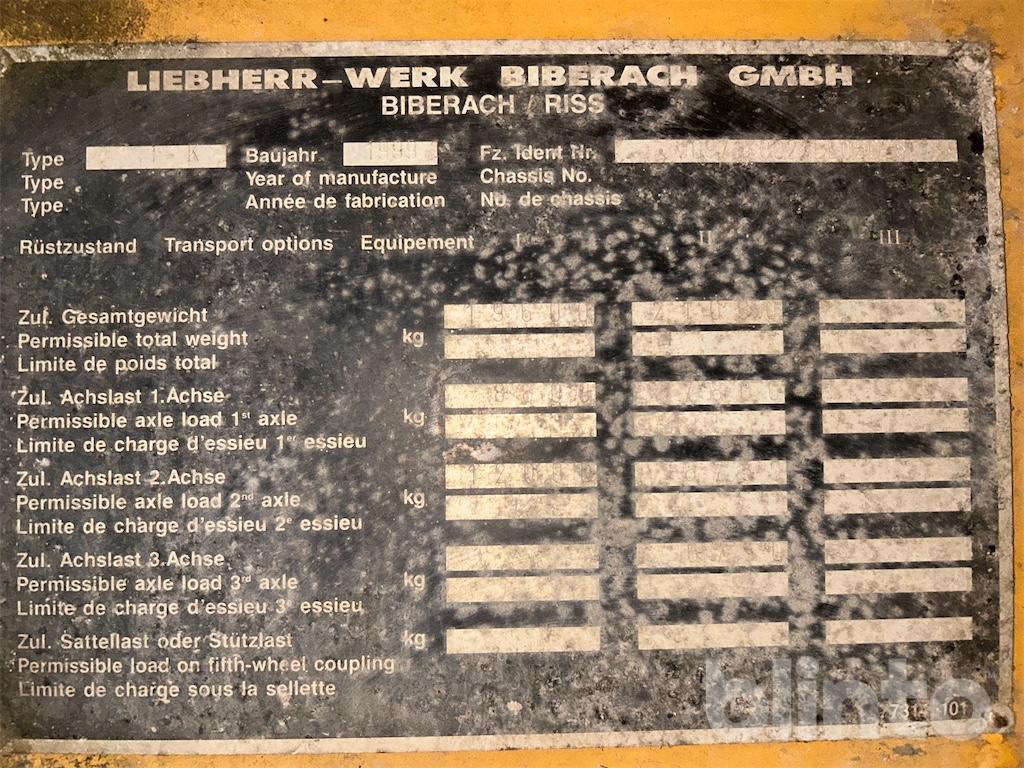 LIEBHERR-WERK BIBERACH GMBH
BIBERACH / RISS
Type Baujahr 1999 Fz. Ident Nr.
Type Year of manufacture Chassis No.
Type Année de fabrication No. de chassis
Rüstzustand Transport options Equipement I II III
Zul. Gesamtgewicht 19600
Permissible total weight kg
Limite de poids total
Zul. Achslast 1.Achse
Permissible axle load 1st axle kg
Limite de charge d'essieu 1er essieu
Zul. Achslast 2.Achse
Permissible axle load 2nd axle kg
Limite de charge d'essieu 2e essieu
Zul. Achslast 3.Achse
Permissible axle load 3rd axle kg
Limite de charge d'essieu 3e essieu
Zul. Sattellast oder Stützlast kg
Permissible load on fifth-wheel coupling
Limite de charge sous la sellette
blinto